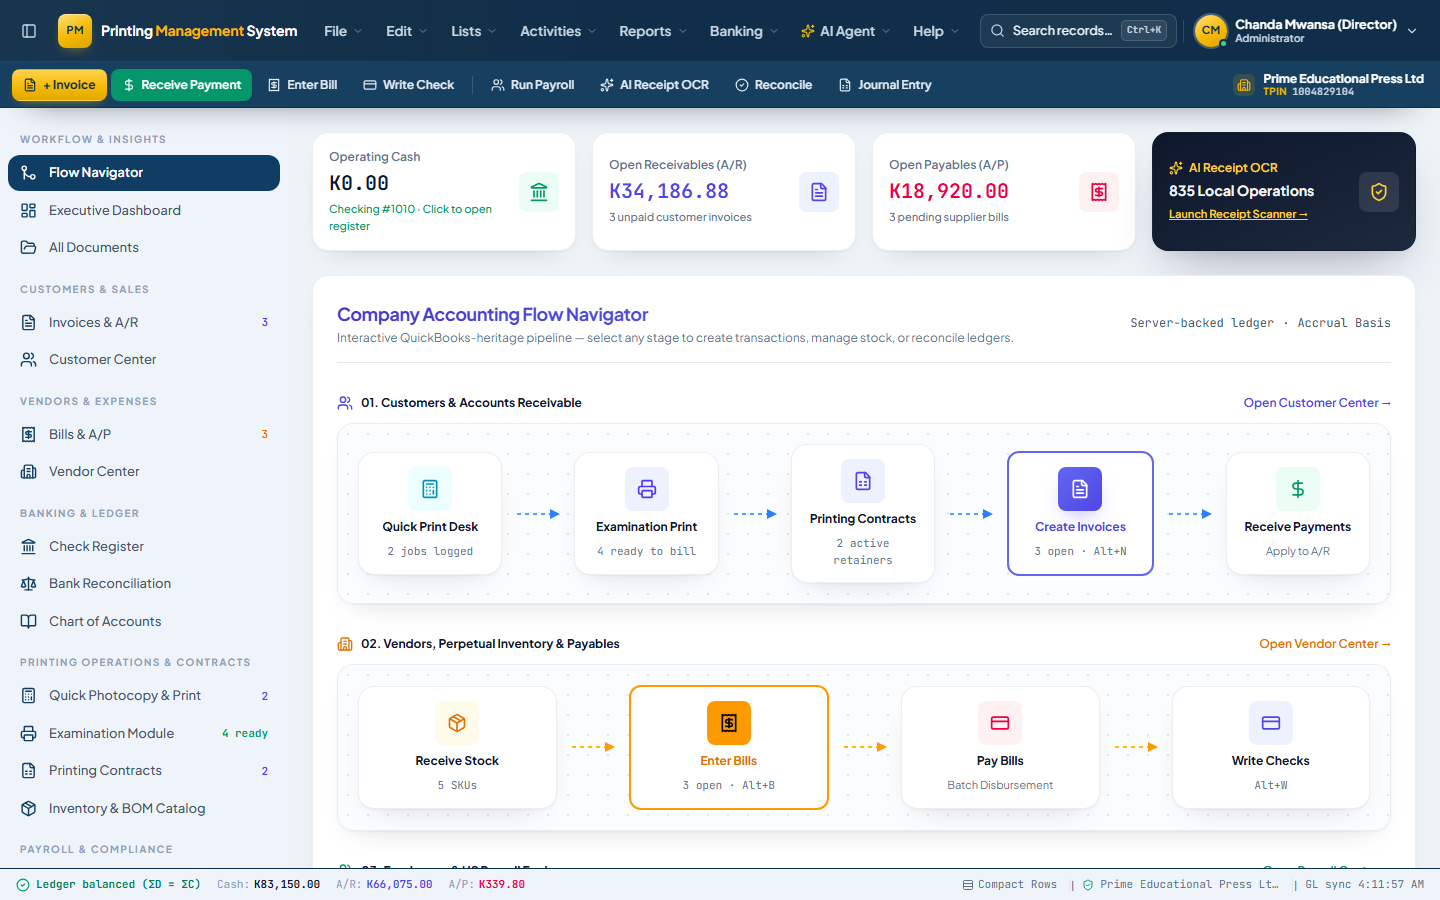 PM Printing Management System File Edit Lists Activities Reports Banking AI Agent Help Search records... Ctrl+K CM Chanda Mwansa (Director)
Administrator
+ Invoice Receive Payment Enter Bill Write Check Run Payroll AI Receipt OCR Reconcile Journal Entry Prime Educational Press Ltd
TPIN 1004829104
WORKFLOW & INSIGHTS
Flow Navigator
Executive Dashboard
All Documents
CUSTOMERS & SALES
Invoices & A/R 3
Customer Center
VENDORS & EXPENSES
Bills & A/P 3
Vendor Center
BANKING & LEDGER
Check Register
Bank Reconciliation
Chart of Accounts
PRINTING OPERATIONS & CONTRACTS
Quick Photocopy & Print 2
Examination Module 4 ready
Printing Contracts 2
Inventory & BOM Catalog
PAYROLL & COMPLIANCE
Operating Cash
K0.00
Checking #1010 · Click to open
register
Open Receivables (A/R)
K34,186.88
3 unpaid customer invoices
Open Payables (A/P)
K18,920.00
3 pending supplier bills
AI Receipt OCR
835 Local Operations
Launch Receipt Scanner →
Company Accounting Flow Navigator
Interactive QuickBooks-heritage pipeline — select any stage to create transactions, manage stock, or reconcile ledgers.
Server-backed ledger · Accrual Basis
01. Customers & Accounts Receivable
Open Customer Center →
Quick Print Desk
2 jobs logged
Examination Print
4 ready to bill
Printing Contracts
2 active
retainers
Create Invoices
3 open · Alt+N
Receive Payments
Apply to A/R
02. Vendors, Perpetual Inventory & Payables
Open Vendor Center →
Receive Stock
5 SKUs
Enter Bills
3 open · Alt+B
Pay Bills
Batch Disbursement
Write Checks
Alt+W
Ledger balanced (ΣD = ΣC) Cash: K83,150.00 A/R: K66,075.00 A/P: K339.80 Compact Rows | Prime Educational Press Lt… | GL sync 4:11:57 AM